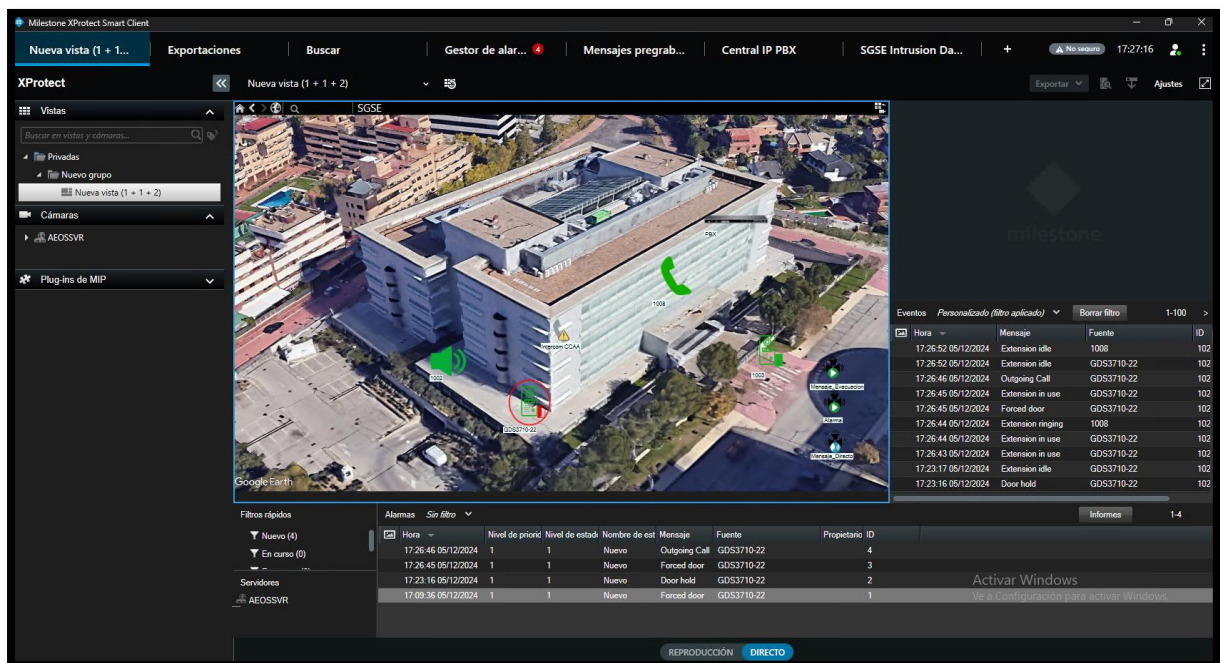 Milestone XProtect Smart Client
Nueva vista (1 + 1...
Exportaciones
Buscar
Gestor de alar... 4
Mensajes pregrab...
Central IP PBX
SGSE Intrusion Da...
+
No seguro
17:27:16
XProtect
Nueva vista (1 + 1 + 2)
Exportar
Ajustes
Vistas
Buscar en vistas y cámaras...
Privadas
Nuevo grupo
Nueva vista (1 + 1 + 2)
Cámaras
AEOSSVR
Plug-ins de MIP
SGSE
PBX
1008
Intercom CCAA
1002
1003
GDS3710-22
Mensaje_Evacuacion
Alarma
Mensaje_Directo
Google Earth
milestone
Eventos Personalizado (filtro aplicado) Borrar filtro 1-100 >
Hora Mensaje Fuente ID
17:26:52 05/12/2024 Extension idle 1008 102
17:26:52 05/12/2024 Extension idle GDS3710-22 102
17:26:46 05/12/2024 Outgoing Call GDS3710-22 102
17:26:45 05/12/2024 Extension in use GDS3710-22 102
17:26:45 05/12/2024 Forced door GDS3710-22 102
17:26:44 05/12/2024 Extension ringing 1008 102
17:26:44 05/12/2024 Extension in use GDS3710-22 102
17:26:43 05/12/2024 Extension in use GDS3710-22 102
17:23:17 05/12/2024 Extension idle GDS3710-22 102
17:23:16 05/12/2024 Door hold GDS3710-22 102
Filtros rápidos
Nuevo (4)
En curso (0)
Servidores
AEOSSVR
Alarmas Sin filtro Informes 1-4
Hora Nivel de priorid Nivel de estado Nombre de est Mensaje Fuente Propietario ID
17:26:46 05/12/2024 1 1 Nuevo Outgoing Call GDS3710-22 4
17:26:45 05/12/2024 1 1 Nuevo Forced door GDS3710-22 3
17:23:16 05/12/2024 1 1 Nuevo Door hold GDS3710-22 2
17:09:36 05/12/2024 1 1 Nuevo Forced door GDS3710-22 1
Activar Windows
Ve a Configuración para activar Windows.
REPRODUCCIÓN DIRECTO